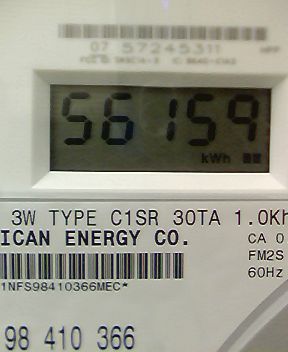 07 57245311
56159
kWh
3W TYPE C1SR 30TA 1.0Kh
ICAN ENERGY CO.
CA 0
FM2S
60Hz
1NFS98410366MEC*
98 410 366